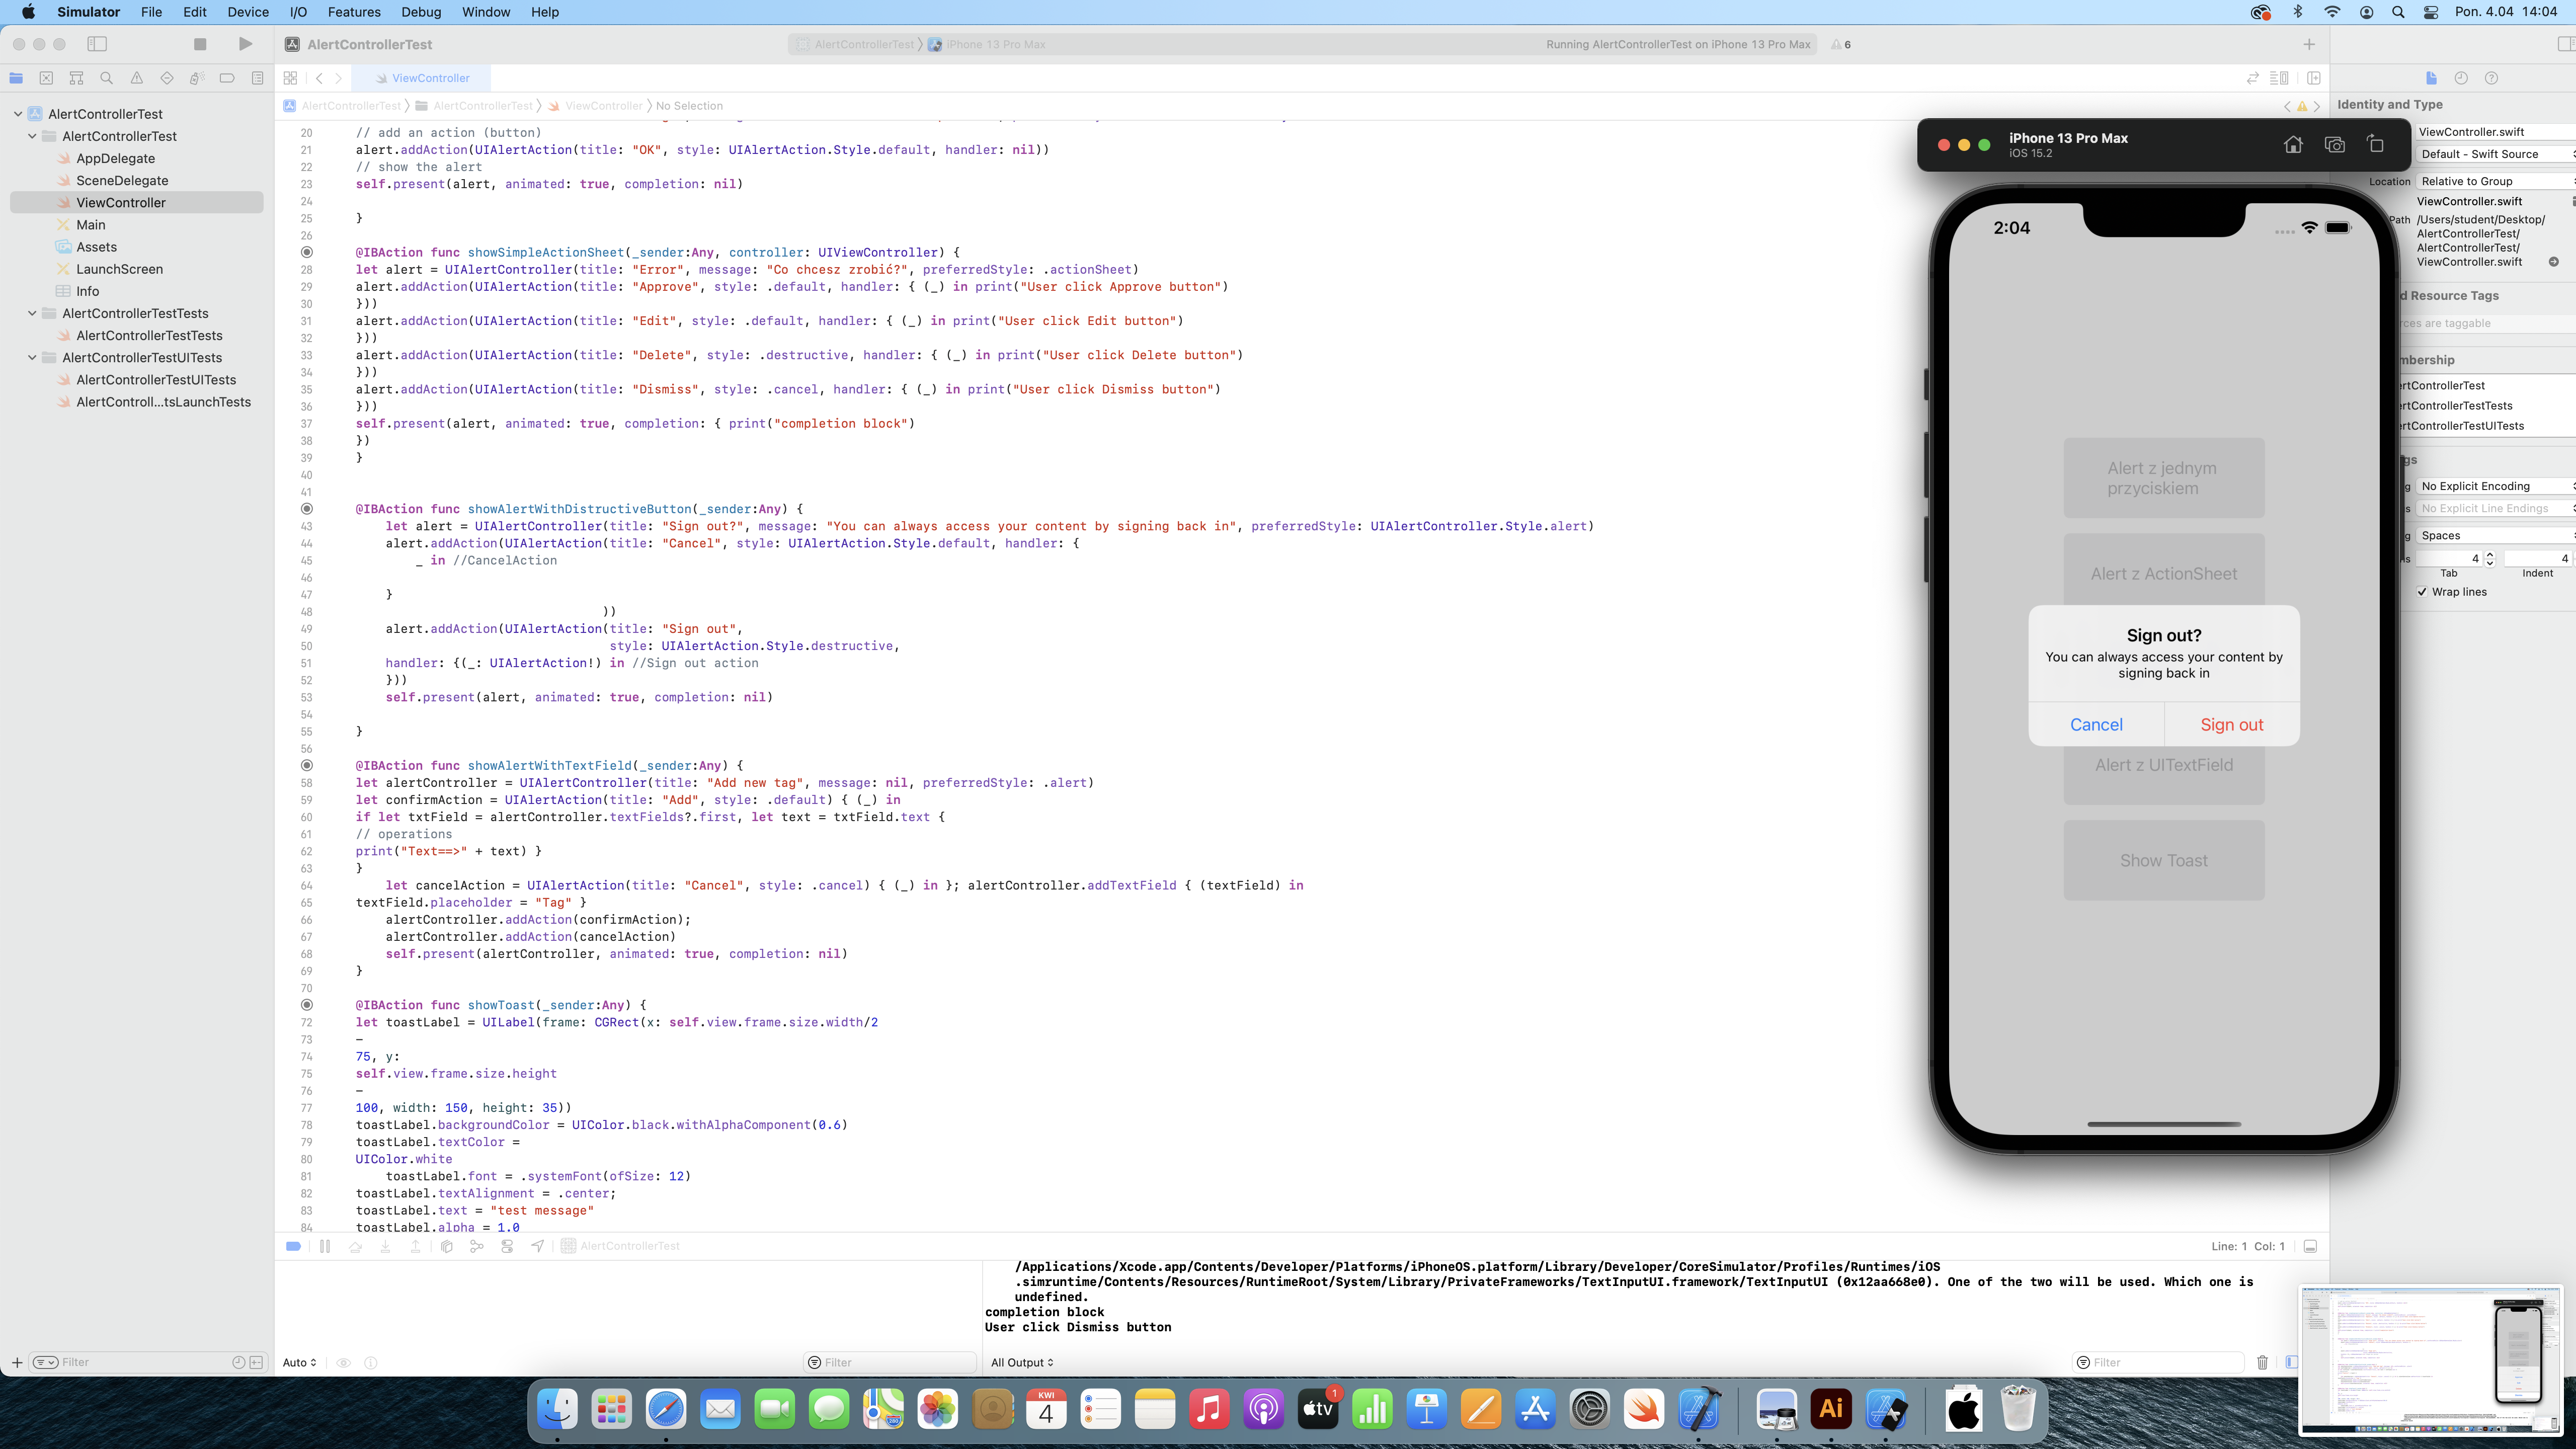 Simulator File Edit Device I/O Features Debug Window Help
Pon. 4.04 14:04
AlertControllerTest
AlertControllerTest iPhone 13 Pro Max
Running AlertControllerTest on iPhone 13 Pro Max
6
ViewController
AlertControllerTest AlertControllerTest ViewController No Selection
AlertControllerTest
AlertControllerTest
AppDelegate
SceneDelegate
ViewController
Main
Assets
LaunchScreen
Info
AlertControllerTestTests
AlertControllerTestTests
AlertControllerTestUITests
AlertControllerTestUITests
AlertControll...tsLaunchTests
Filter
20 // add an action (button)
21 alert.addAction(UIAlertAction(title: "OK", style: UIAlertAction.Style.default, handler: nil))
22 // show the alert
23 self.present(alert, animated: true, completion: nil)
24
25 }
26
@IBAction func showSimpleActionSheet(_sender:Any, controller: UIViewController) {
28 let alert = UIAlertController(title: "Error", message: "Co chcesz zrobić?", preferredStyle: .actionSheet)
29 alert.addAction(UIAlertAction(title: "Approve", style: .default, handler: { (_) in print("User click Approve button")
30 }))
31 alert.addAction(UIAlertAction(title: "Edit", style: .default, handler: { (_) in print("User click Edit button")
32 }))
33 alert.addAction(UIAlertAction(title: "Delete", style: .destructive, handler: { (_) in print("User click Delete button")
34 }))
35 alert.addAction(UIAlertAction(title: "Dismiss", style: .cancel, handler: { (_) in print("User click Dismiss button")
36 }))
37 self.present(alert, animated: true, completion: { print("completion block")
38 })
39 }
40
41
@IBAction func showAlertWithDistructiveButton(_sender:Any) {
43 let alert = UIAlertController(title: "Sign out?", message: "You can always access your content by signing back in", preferredStyle: UIAlertController.Style.alert)
44 alert.addAction(UIAlertAction(title: "Cancel", style: UIAlertAction.Style.default, handler: {
45 _ in //CancelAction
46
47 }
48 ))
49 alert.addAction(UIAlertAction(title: "Sign out",
50 style: UIAlertAction.Style.destructive,
51 handler: {(_: UIAlertAction!) in //Sign out action
52 }))
53 self.present(alert, animated: true, completion: nil)
54
55 }
56
@IBAction func showAlertWithTextField(_sender:Any) {
58 let alertController = UIAlertController(title: "Add new tag", message: nil, preferredStyle: .alert)
59 let confirmAction = UIAlertAction(title: "Add", style: .default) { (_) in
60 if let txtField = alertController.textFields?.first, let text = txtField.text {
61 // operations
62 print("Text==>" + text) }
63 }
64 let cancelAction = UIAlertAction(title: "Cancel", style: .cancel) { (_) in }; alertController.addTextField { (textField) in
65 textField.placeholder = "Tag" }
66 alertController.addAction(confirmAction);
67 alertController.addAction(cancelAction)
68 self.present(alertController, animated: true, completion: nil)
69 }
70
@IBAction func showToast(_sender:Any) {
72 let toastLabel = UILabel(frame: CGRect(x: self.view.frame.size.width/2
73 -
74 75, y:
75 self.view.frame.size.height
76 -
77 100, width: 150, height: 35))
78 toastLabel.backgroundColor = UIColor.black.withAlphaComponent(0.6)
79 toastLabel.textColor =
80 UIColor.white
81 toastLabel.font = .systemFont(ofSize: 12)
82 toastLabel.textAlignment = .center;
83 toastLabel.text = "test message"
84 toastLabel.alpha = 1.0
AlertControllerTest
Line: 1 Col: 1
/Applications/Xcode.app/Contents/Developer/Platforms/iPhoneOS.platform/Library/Developer/CoreSimulator/Profiles/Runtimes/iOS
.simruntime/Contents/Resources/RuntimeRoot/System/Library/PrivateFrameworks/TextInputUI.framework/TextInputUI (0x12aa668e0). One of the two will be used. Which one is
undefined.
completion block
User click Dismiss button
Auto
Filter
All Output
Filter
iPhone 13 Pro Max
iOS 15.2
2:04
Alert z jednym
przyciskiem
Alert z ActionSheet
Sign out?
You can always access your content by
signing back in
Cancel Sign out
Alert z UITextField
Show Toast
Identity and Type
ViewController.swift
Default - Swift Source
Location Relative to Group
ViewController.swift
Path /Users/student/Desktop/
AlertControllerTest/
AlertControllerTest/
ViewController.swift
d Resource Tags
rces are taggable
mbership
ertControllerTest
ertControllerTestTests
ertControllerTestUITests
gs
No Explicit Encoding
No Explicit Line Endings
Spaces
4 4
Tab Indent
Wrap lines
KWI
4
tv
1
280
Ai